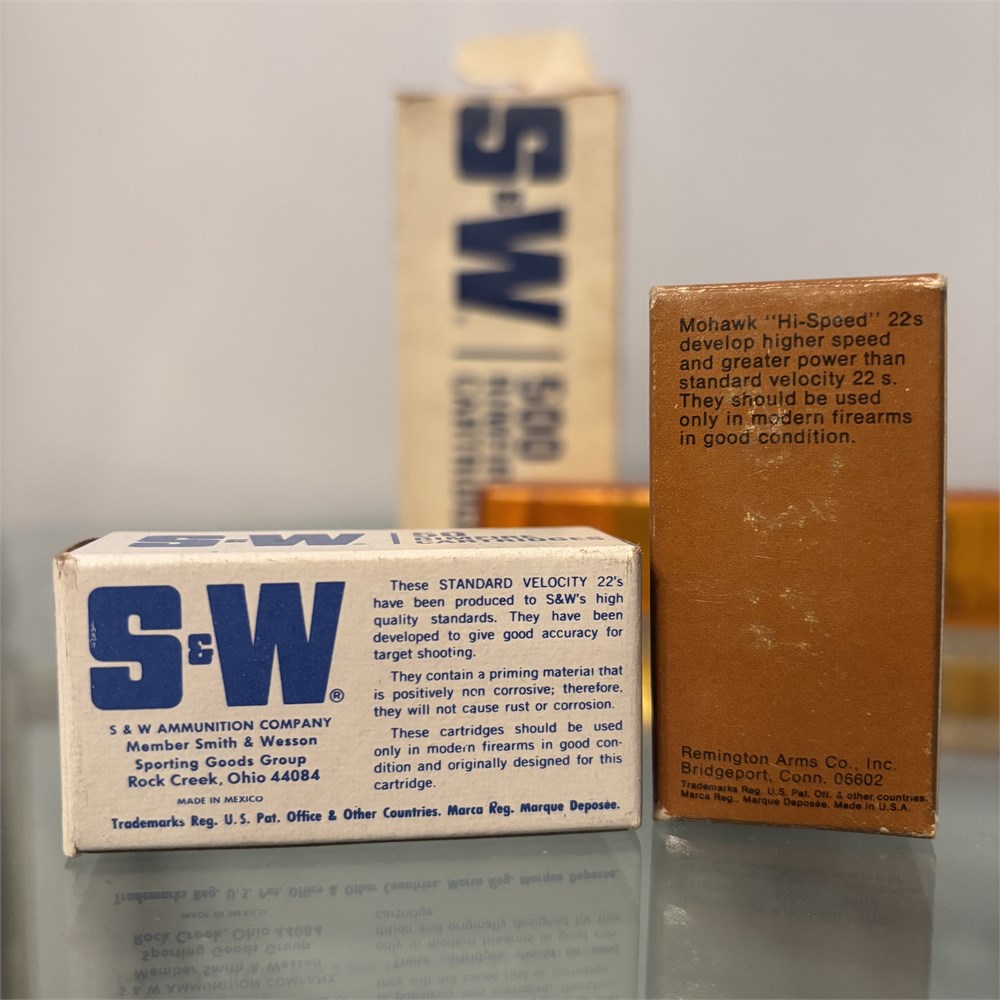 S&W | 500
RIMFIRE
S&W | 50
RIMFIRE
CARTRIDGES
S&W®
S & W AMMUNITION COMPANY
Member Smith & Wesson
Sporting Goods Group
Rock Creek, Ohio 44084
MADE IN MEXICO
These STANDARD VELOCITY 22's
have been produced to S&W's high
quality standards. They have been
developed to give good accuracy for
target shooting.
They contain a priming material that
is positively non corrosive; therefore,
they will not cause rust or corrosion.
These cartridges should be used
only in modern firearms in good con-
dition and originally designed for this
cartridge.
Trademarks Reg. U.S. Pat. Office & Other Countries. Marca Reg. Marque Deposée.
Mohawk "Hi-Speed" 22s
develop higher speed
and greater power than
standard velocity 22 s.
They should be used
only in modern firearms
in good condition.
Remington Arms Co., Inc.
Bridgeport, Conn. 06602
Trademarks Reg. U.S. Pat. Off. & other countries.
Marca Reg., Marque Deposée. Made in U.S.A.